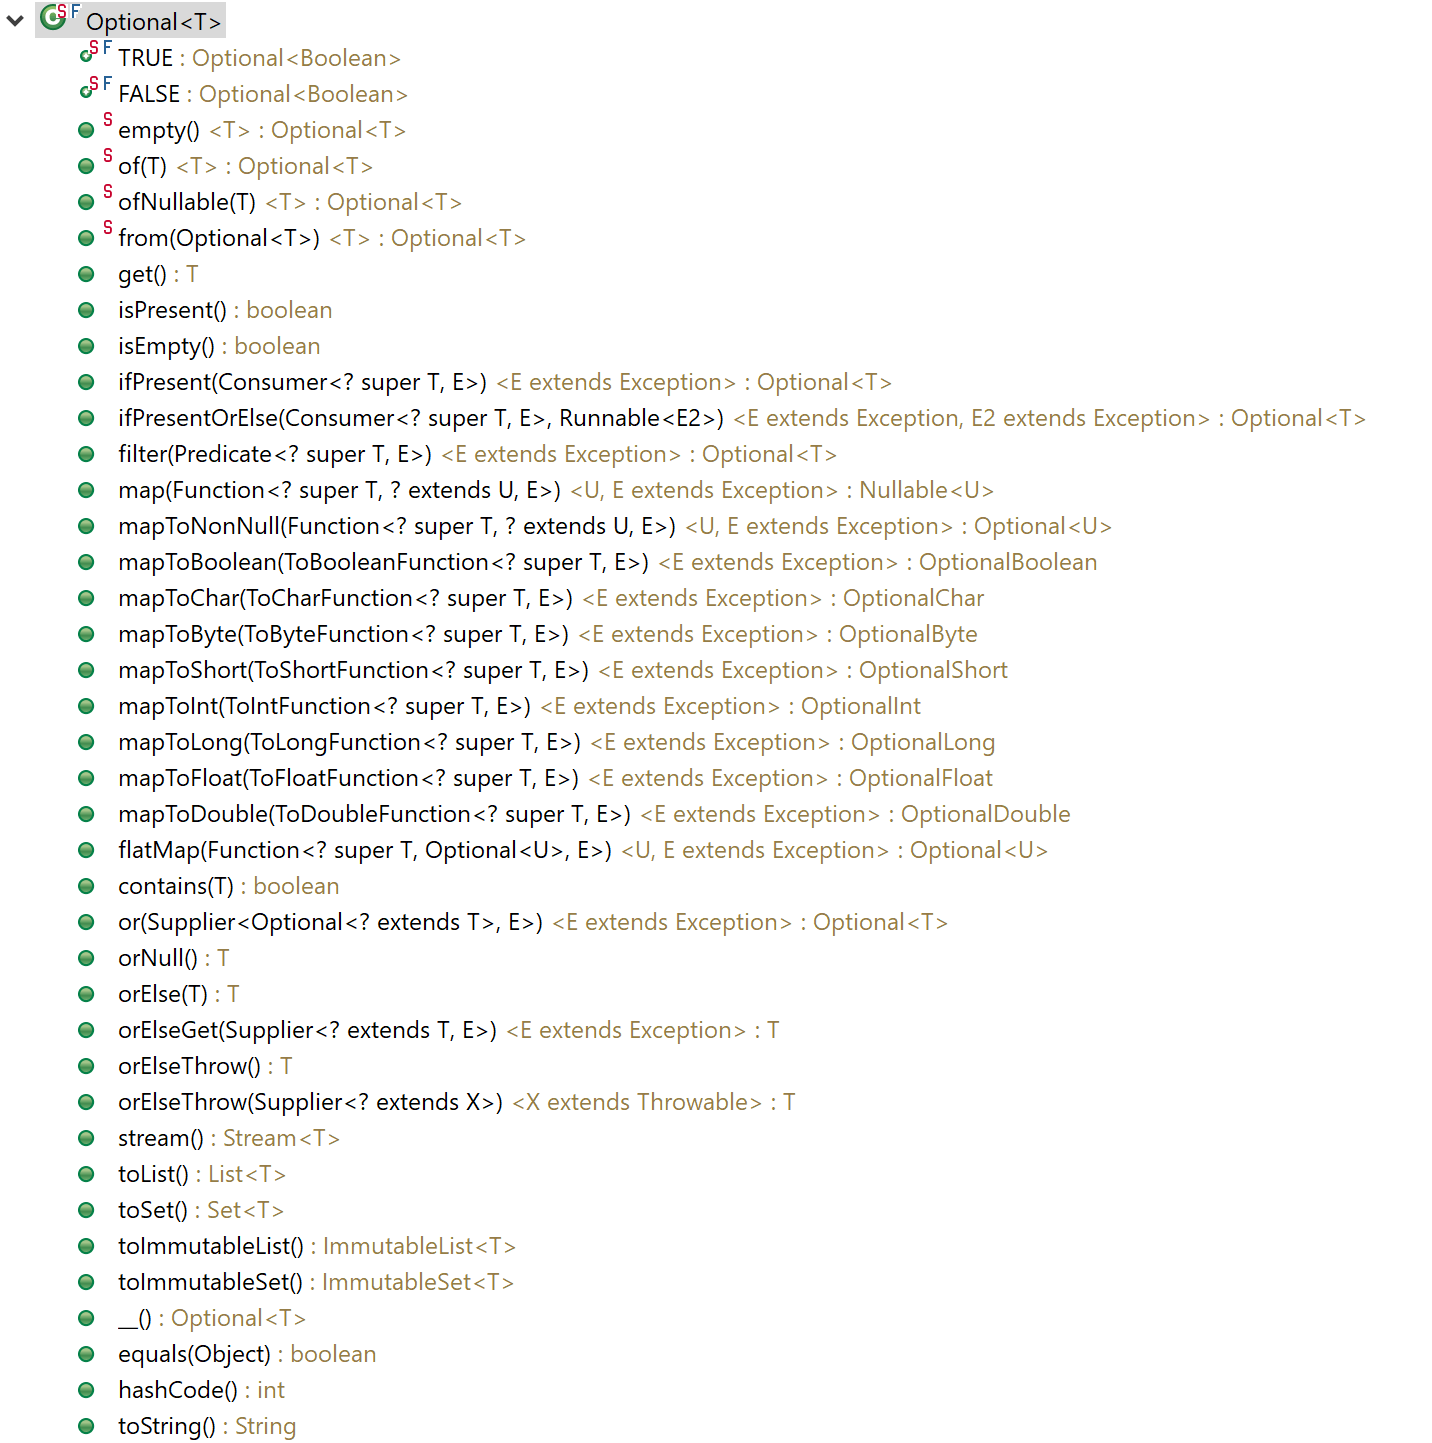 Optional<T>
TRUE : Optional<Boolean>
FALSE : Optional<Boolean>
empty() <T> : Optional<T>
of(T) <T> : Optional<T>
ofNullable(T) <T> : Optional<T>
from(Optional<T>) <T> : Optional<T>
get() : T
isPresent() : boolean
isEmpty() : boolean
ifPresent(Consumer<? super T, E>) <E extends Exception> : Optional<T>
ifPresentOrElse(Consumer<? super T, E>, Runnable<E2>) <E extends Exception, E2 extends Exception> : Optional<T>
filter(Predicate<? super T, E>) <E extends Exception> : Optional<T>
map(Function<? super T, ? extends U, E>) <U, E extends Exception> : Nullable<U>
mapToNonNull(Function<? super T, ? extends U, E>) <U, E extends Exception> : Optional<U>
mapToBoolean(ToBooleanFunction<? super T, E>) <E extends Exception> : OptionalBoolean
mapToChar(ToCharFunction<? super T, E>) <E extends Exception> : OptionalChar
mapToByte(ToByteFunction<? super T, E>) <E extends Exception> : OptionalByte
mapToShort(ToShortFunction<? super T, E>) <E extends Exception> : OptionalShort
mapToInt(ToIntFunction<? super T, E>) <E extends Exception> : OptionalInt
mapToLong(ToLongFunction<? super T, E>) <E extends Exception> : OptionalLong
mapToFloat(ToFloatFunction<? super T, E>) <E extends Exception> : OptionalFloat
mapToDouble(ToDoubleFunction<? super T, E>) <E extends Exception> : OptionalDouble
flatMap(Function<? super T, Optional<U>, E>) <U, E extends Exception> : Optional<U>
contains(T) : boolean
or(Supplier<Optional<? extends T>, E>) <E extends Exception> : Optional<T>
orNull() : T
orElse(T) : T
orElseGet(Supplier<? extends T, E>) <E extends Exception> : T
orElseThrow() : T
orElseThrow(Supplier<? extends X>) <X extends Throwable> : T
stream() : Stream<T>
toList() : List<T>
toSet() : Set<T>
toImmutableList() : ImmutableList<T>
toImmutableSet() : ImmutableSet<T>
__() : Optional<T>
equals(Object) : boolean
hashCode() : int
toString() : String